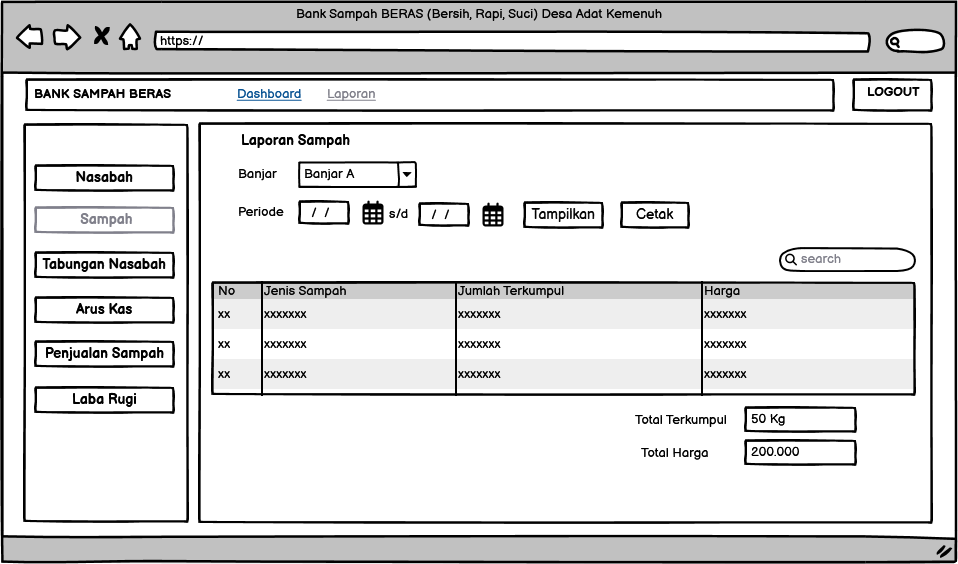 Bank Sampah BERAS (Bersih, Rapi, Suci) Desa Adat Kemenuh
https://
BANK SAMPAH BERAS Dashboard Laporan LOGOUT
Nasabah
Sampah
Tabungan Nasabah
Arus Kas
Penjualan Sampah
Laba Rugi
Laporan Sampah
Banjar Banjar A
Periode / / s/d / / Tampilkan Cetak
search
No Jenis Sampah Jumlah Terkumpul Harga
xx xxxxxxx xxxxxxx xxxxxxx
xx xxxxxxx xxxxxxx xxxxxxx
xx xxxxxxx xxxxxxx xxxxxxx
Total Terkumpul 50 Kg
Total Harga 200.000